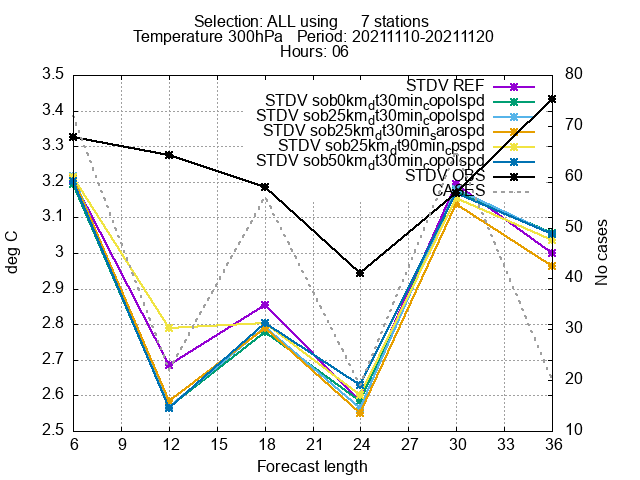 Selection: ALL using 7 stations
Temperature 300hPa Period: 20211110-20211120
Hours: 06
3.5
3.4
3.3
3.2
3.1
3
2.9
2.8
2.7
2.6
2.5
deg C
80
70
60
50
40
30
20
10
No cases
STDV REF
STDV sob0km_dt30min_copolspd
STDV sob25km_dt30min_copolspd
STDV sob25km_dt30min_sarospd
STDV sob25km_dt90min_cpspd
STDV sob50km_dt30min_copolspd
STDV OBS
CASES
6 9 12 15 18 21 24 27 30 33 36
Forecast length